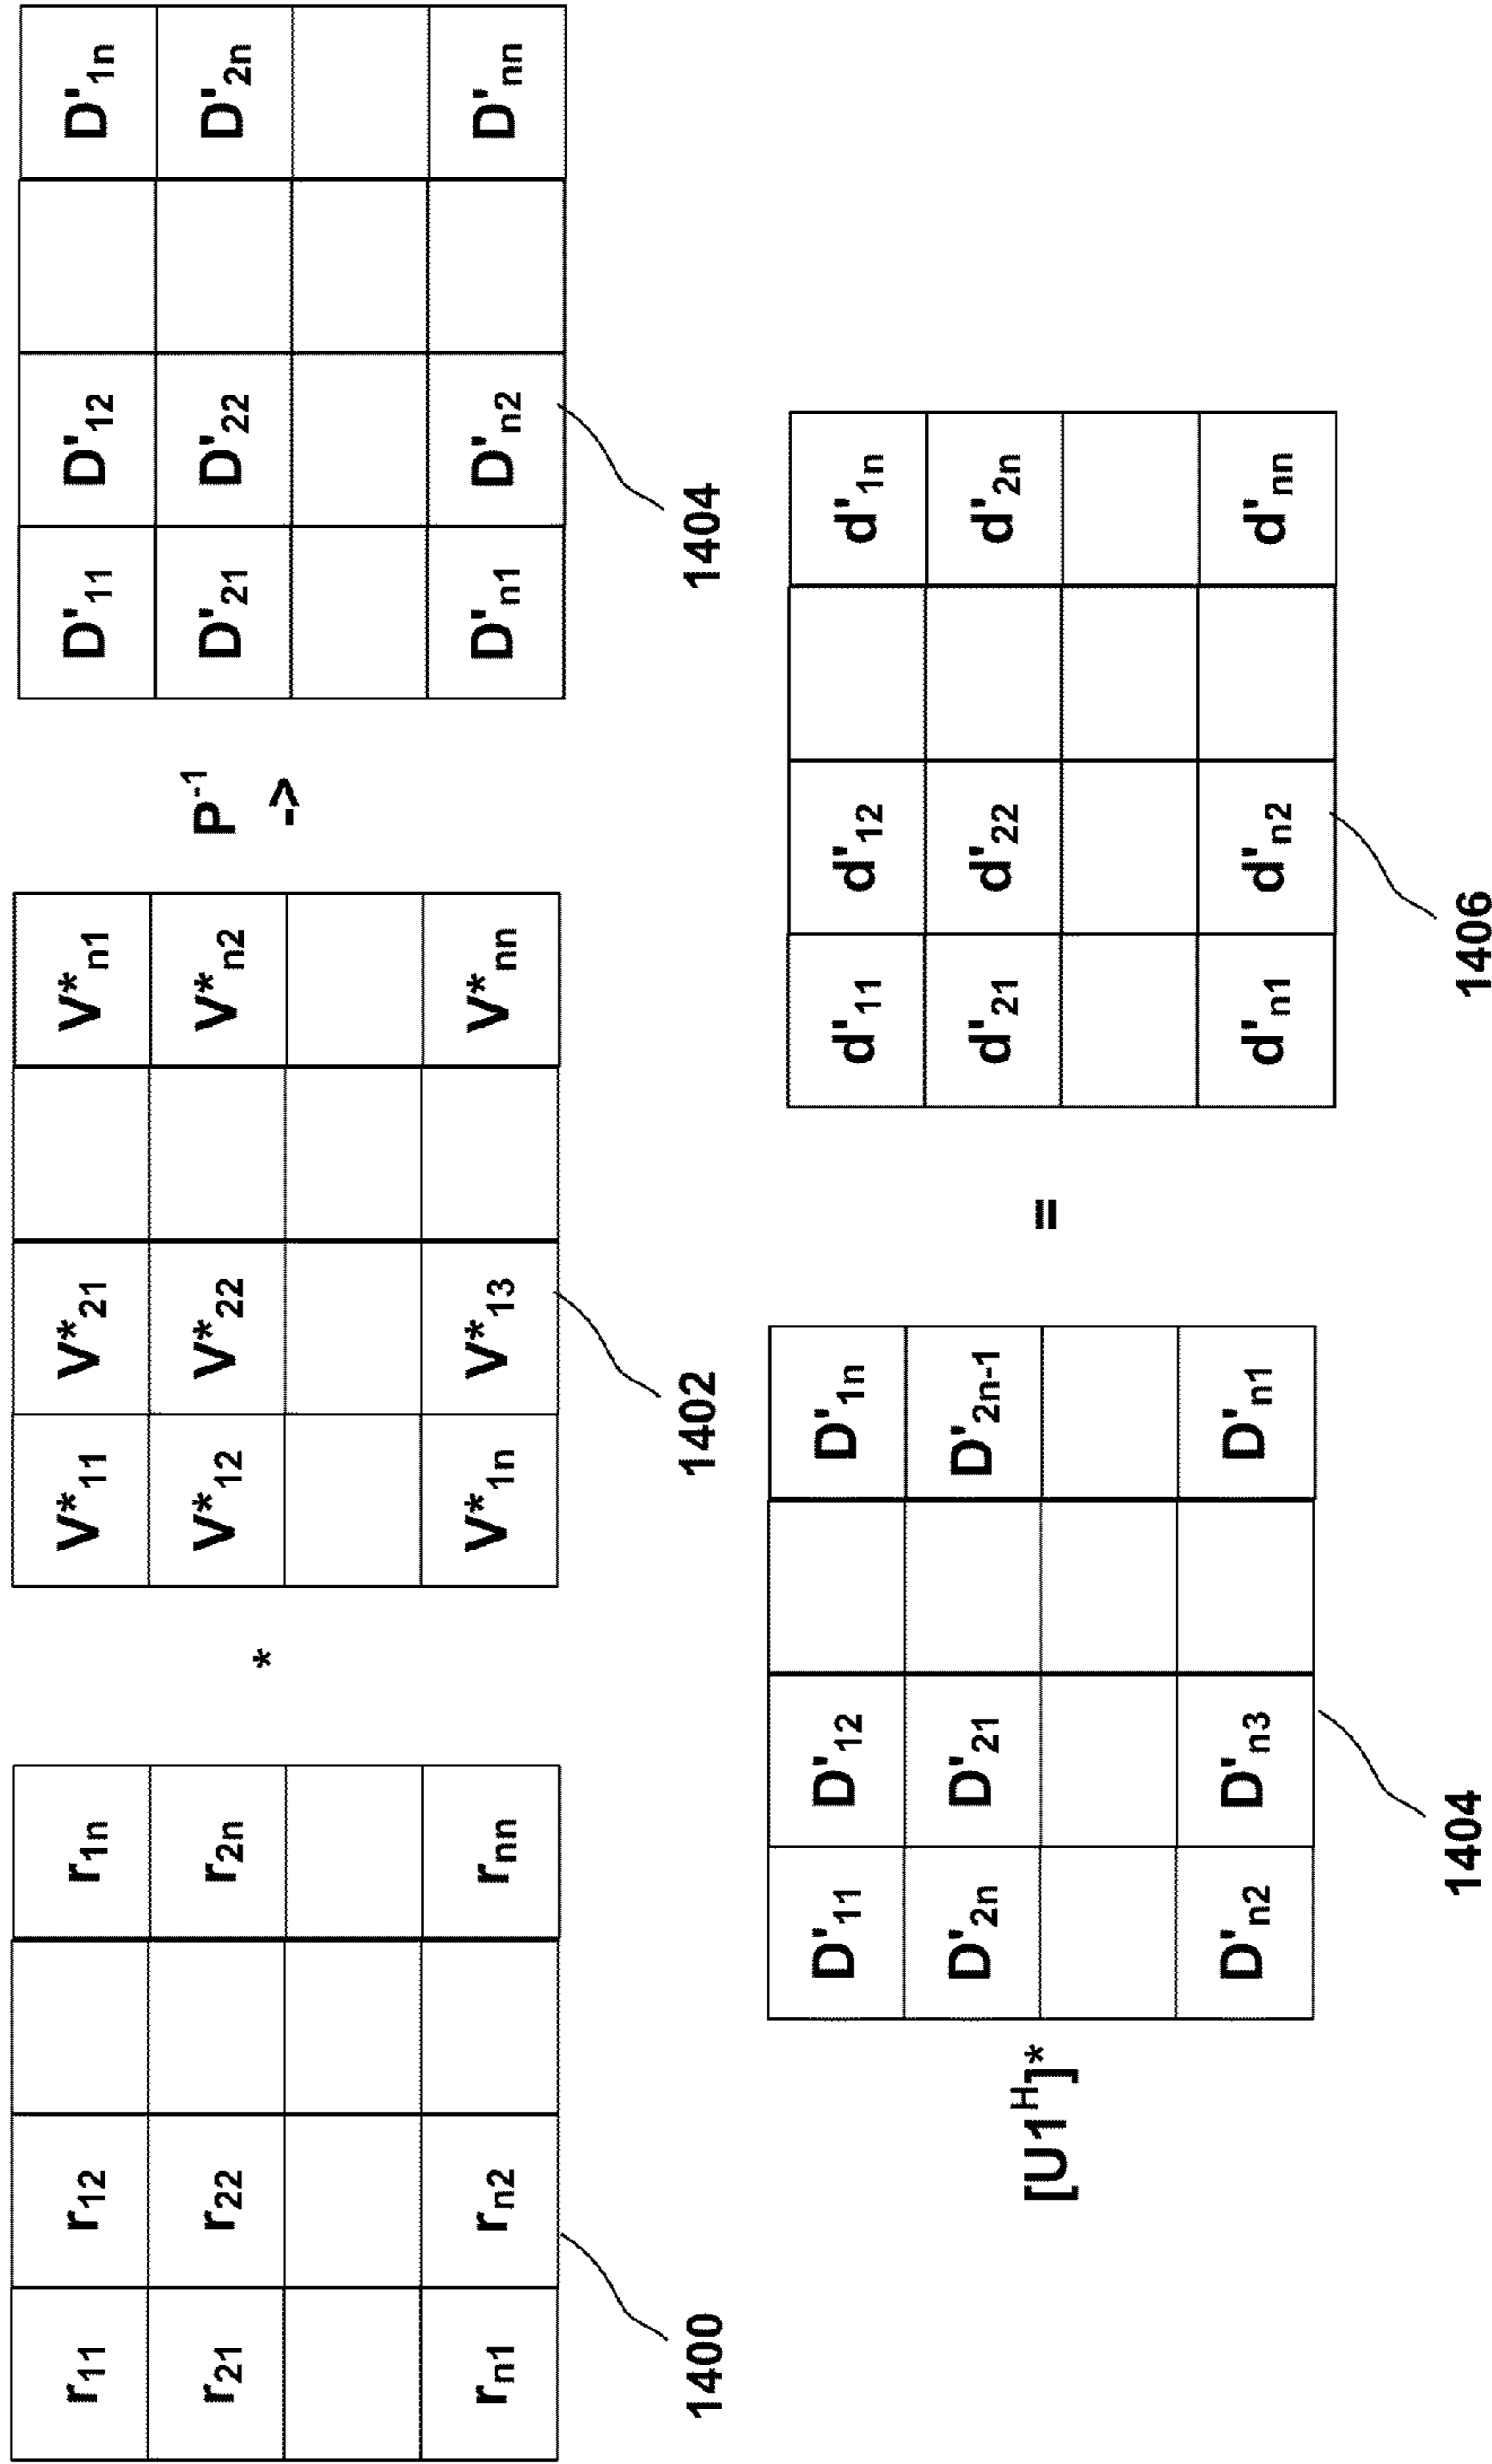 r11 r12 r1n
r21 r22 r2n
rn1 rn2 rnn
1400
*
V*11 V*21 V*n1
V*12 V*22 V*n2
V*1n V*13 V*nn
1402
P-1
->
D'11 D'12 D'1n
D'21 D'22 D'2n
D'n1 D'n2 D'nn
1404
[U1H]*
D'11 D'12 D'1n
D'2n D'21 D'2n-1
D'n2 D'n3 D'n1
1404
=
d'11 d'12 d'1n
d'21 d'22 d'2n
d'n1 d'n2 d'nn
1406